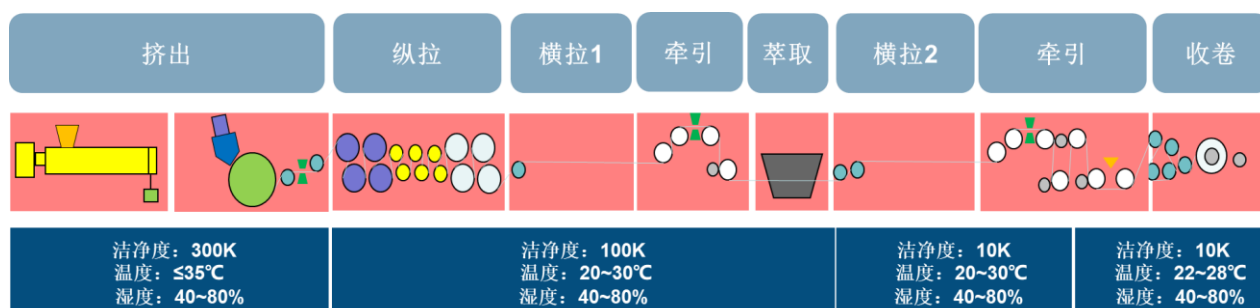 挤出
纵拉
横拉1
牵引
萃取
横拉2
牵引
收卷
洁净度：300K
温度：≤35℃
湿度：40~80%
洁净度：100K
温度：20~30℃
湿度：40~80%
洁净度：10K
温度：20~30℃
湿度：40~80%
洁净度：10K
温度：22~28℃
湿度：40~80%